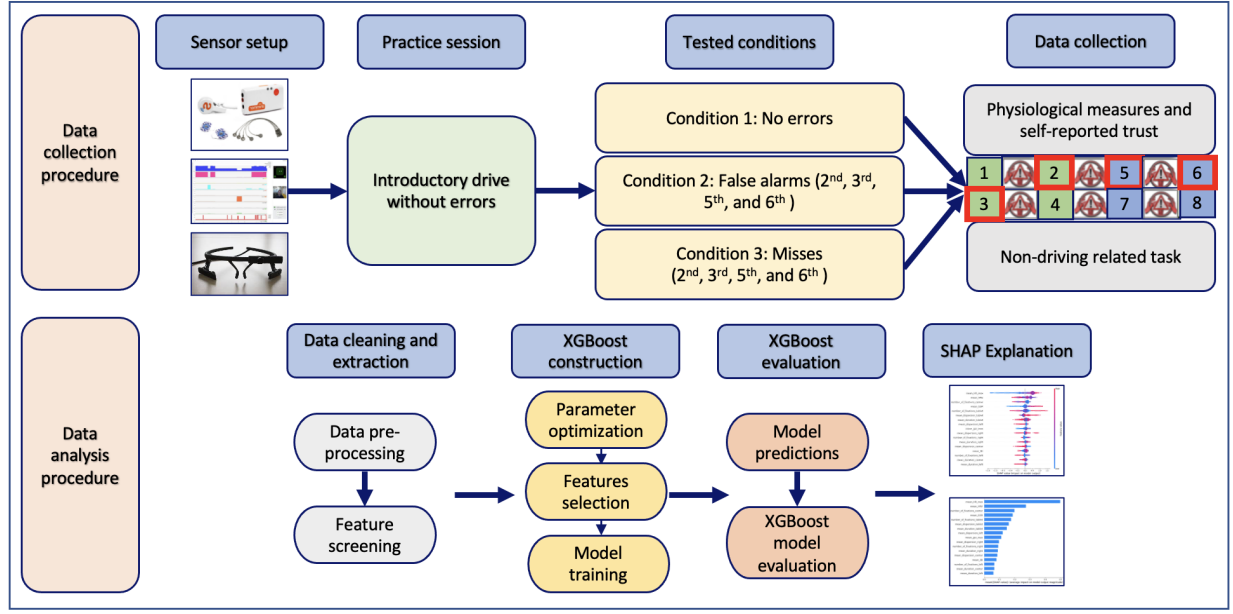 Sensor setup
Practice session
Tested conditions
Data collection
Data
collection
procedure
Introductory drive
without errors
Condition 1: No errors
Condition 2: False alarms (2nd, 3rd,
5th, and 6th )
Condition 3: Misses
(2nd, 3rd, 5th, and 6th )
Physiological measures and
self-reported trust
1 2 5 6
3 4 7 8
Non-driving related task
Data
analysis
procedure
Data cleaning and
extraction
XGBoost
construction
XGBoost
evaluation
SHAP Explanation
Data pre-
processing
Feature
screening
Parameter
optimization
Features
selection
Model
training
Model
predictions
XGBoost
model
evaluation